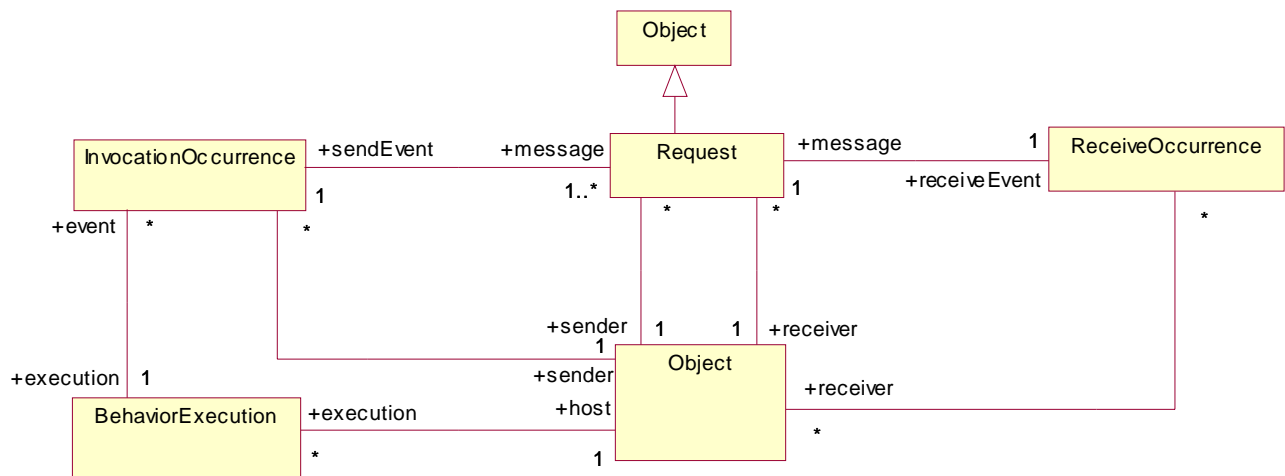 Object
InvocationOccurrence
+sendEvent
+message
Request
+message
1
ReceiveOccurrence
1
1..*
1
+receiveEvent
+event
*
*
*
*
*
+sender
1
1
+receiver
1
+sender
Object
+execution
1
+receiver
BehaviorExecution
+execution
+host
*
1
*